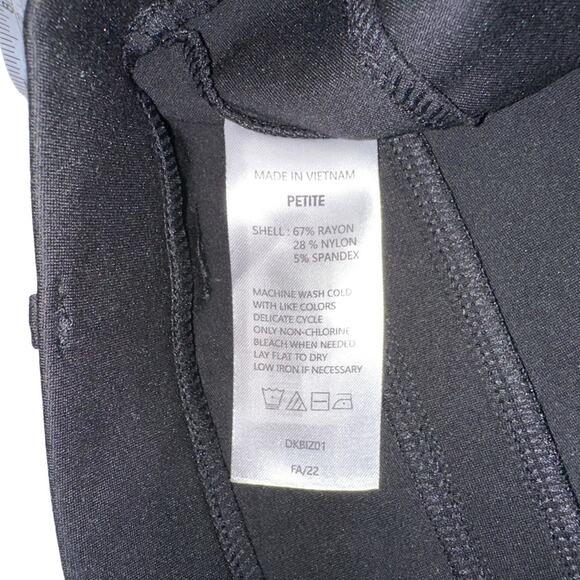 MADE IN VIETNAM
PETITE
SHELL : 67% RAYON
28 % NYLON
5% SPANDEX
MACHINE WASH COLD
WITH LIKE COLORS
DELICATE CYCLE
ONLY NON-CHLORINE
BLEACH WHEN NEEDED
LAY FLAT TO DRY
LOW IRON IF NECESSARY
DKBIZ01
FA/22